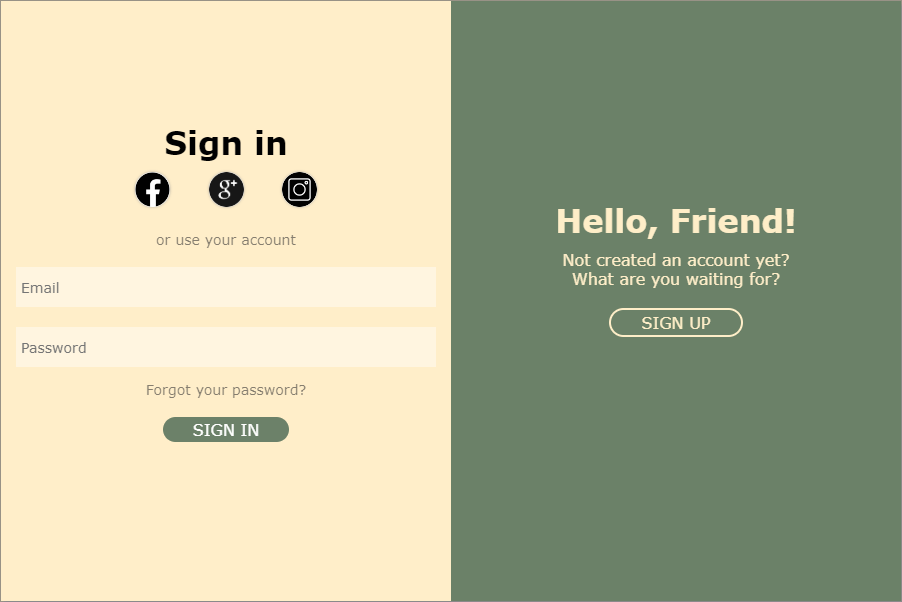 Sign in
g+
or use your account
Email
Password
Forgot your password?
SIGN IN
Hello, Friend!
Not created an account yet?
What are you waiting for?
SIGN UP